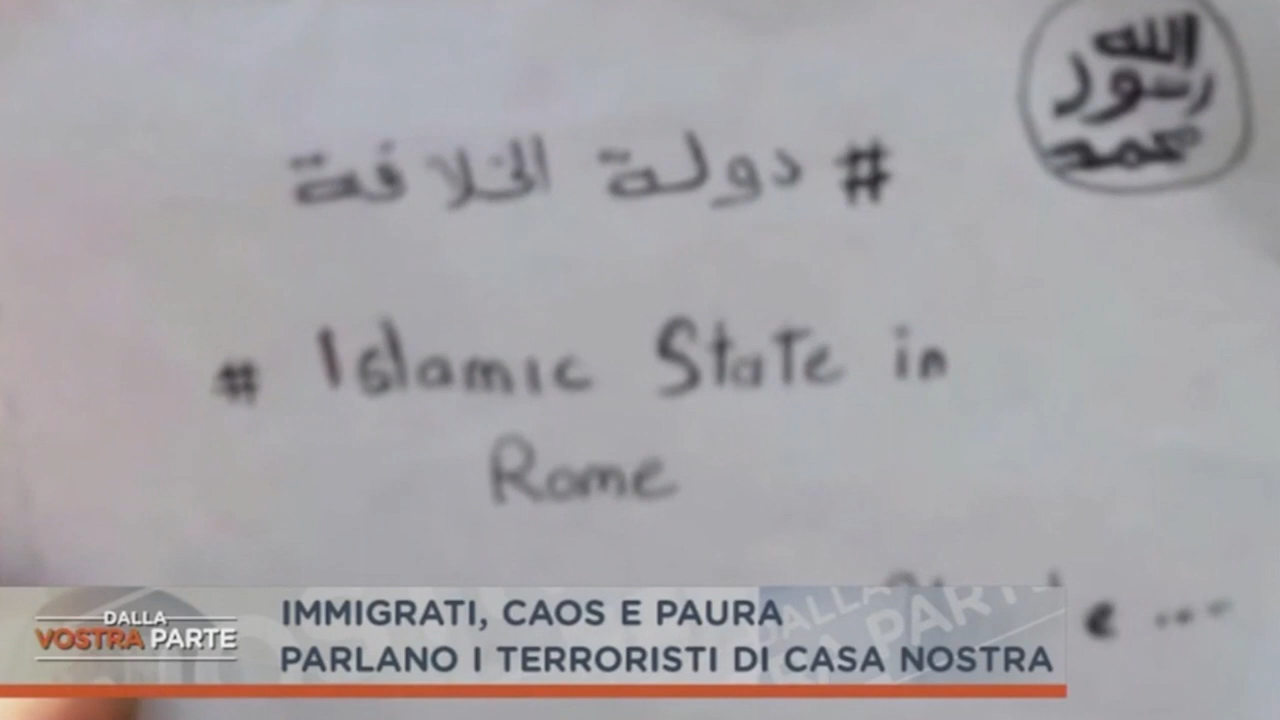 الله
رسول
محمد
# دولة الخلافة
# Islamic State in
Rome
e ...
DALLA
VOSTRA PARTE
IMMIGRATI, CAOS E PAURA
PARLANO I TERRORISTI DI CASA NOSTRA